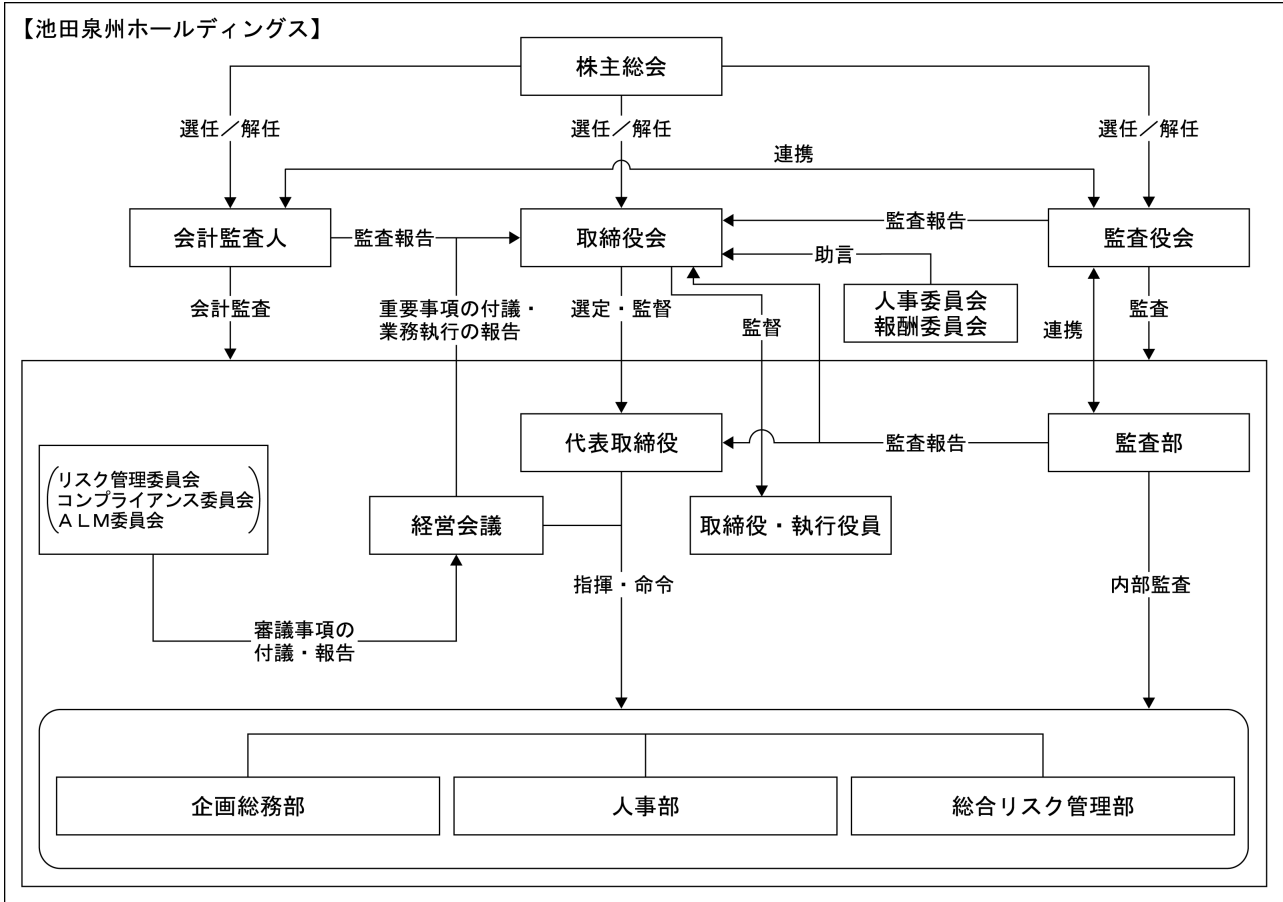 【池田泉州ホールディングス】
株主総会
選任／解任
選任／解任
選任／解任
連携
会計監査人
監査報告
取締役会
監査報告
監査役会
助言
人事委員会
報酬委員会
会計監査
重要事項の付議・
業務執行の報告
選定・監督
監督
連携
監査
リスク管理委員会
コンプライアンス委員会
ＡＬＭ委員会
代表取締役
監査報告
監査部
経営会議
取締役・執行役員
指揮・命令
内部監査
審議事項の
付議・報告
企画総務部
人事部
総合リスク管理部